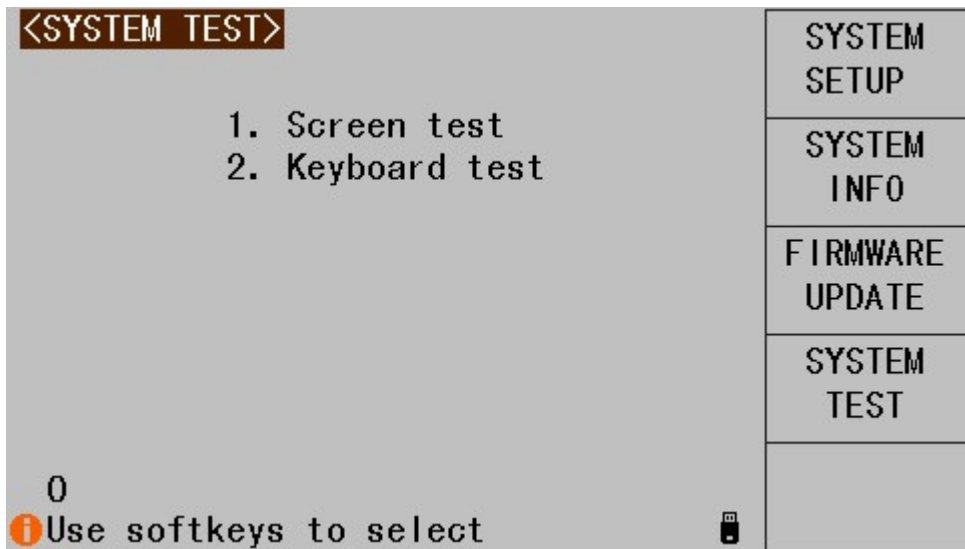 <SYSTEM TEST>
1. Screen test
2. Keyboard test
0
Use softkeys to select
SYSTEM
SETUP
SYSTEM
INFO
FIRMWARE
UPDATE
SYSTEM
TEST